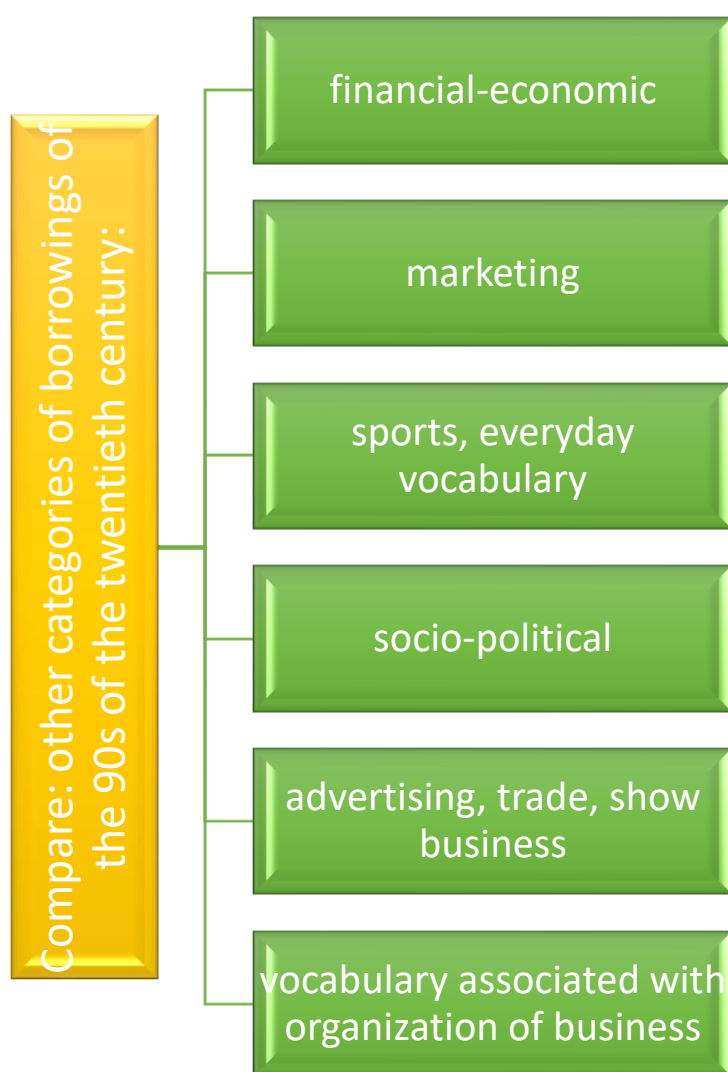 Compare: other categories of borrowings of
the 90s of the twentieth century:
financial-economic
marketing
sports, everyday
vocabulary
socio-political
advertising, trade, show
business
vocabulary associated with
organization of business